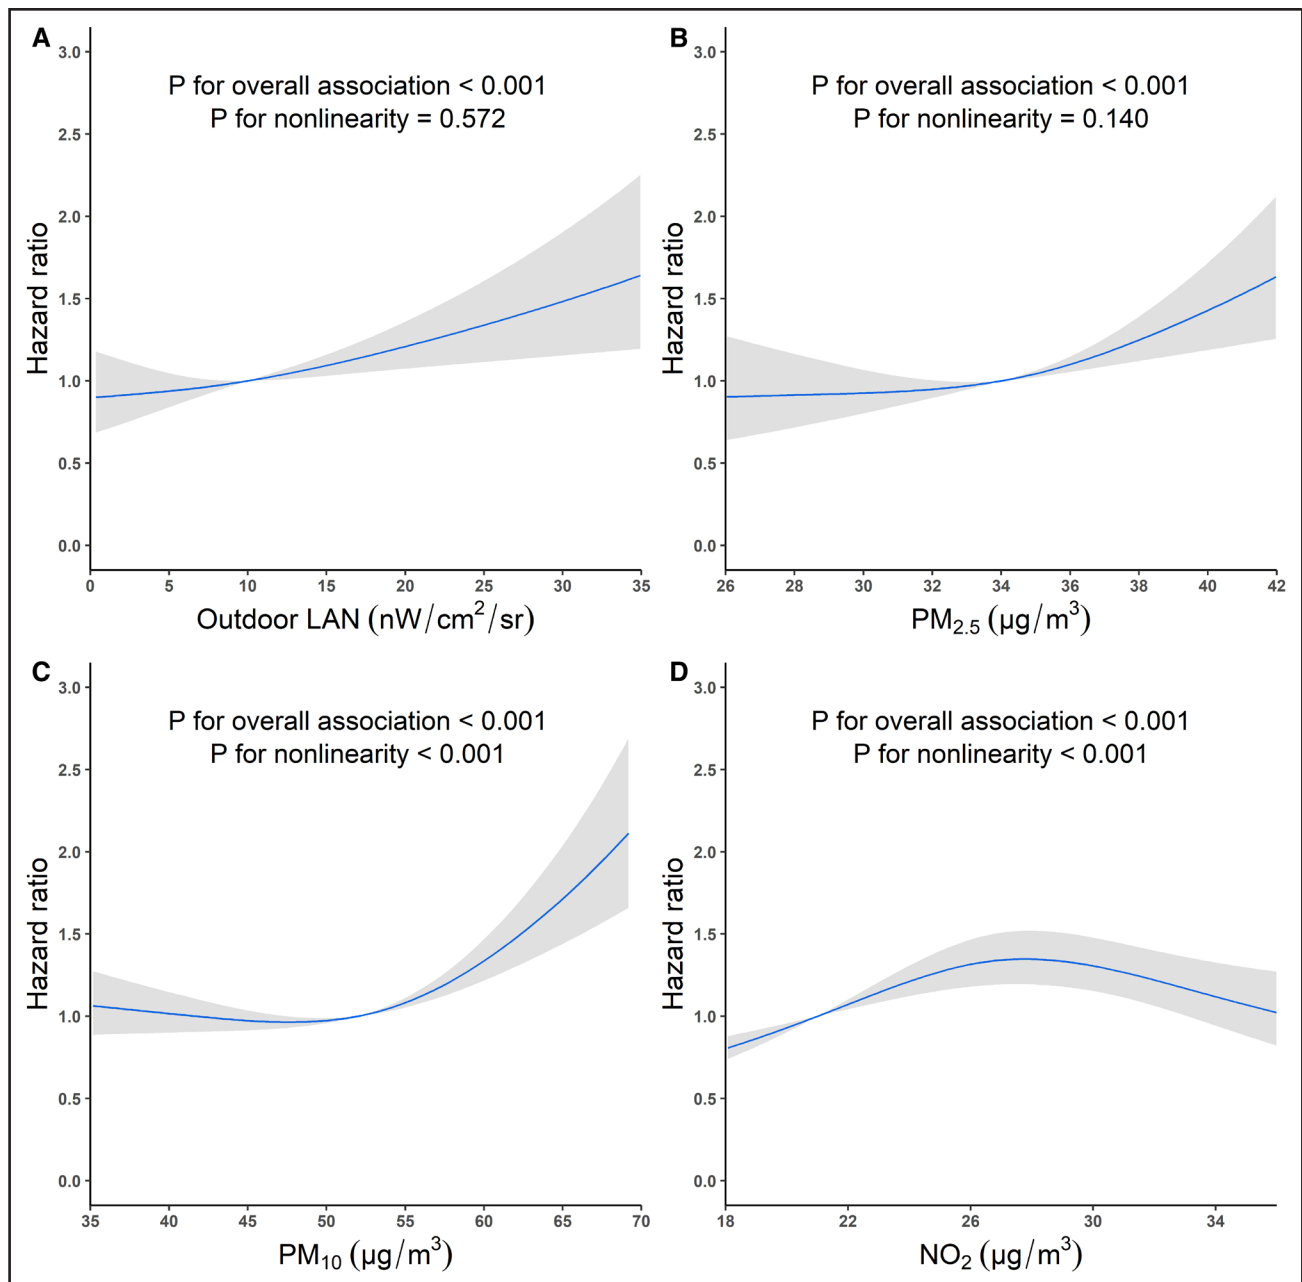 A
P for overall association < 0.001
P for nonlinearity = 0.572
Hazard ratio
3.0
2.5
2.0
1.5
1.0
0.5
0.0
0 5 10 15 20 25 30 35
Outdoor LAN (nW/cm²/sr)
B
P for overall association < 0.001
P for nonlinearity = 0.140
Hazard ratio
3.0
2.5
2.0
1.5
1.0
0.5
0.0
26 28 30 32 34 36 38 40 42
PM₂.₅ (µg/m³)
C
P for overall association < 0.001
P for nonlinearity < 0.001
Hazard ratio
3.0
2.5
2.0
1.5
1.0
0.5
0.0
35 40 45 50 55 60 65 70
PM₁₀ (µg/m³)
D
P for overall association < 0.001
P for nonlinearity < 0.001
Hazard ratio
3.0
2.5
2.0
1.5
1.0
0.5
0.0
18 22 26 30 34
NO₂ (µg/m³)